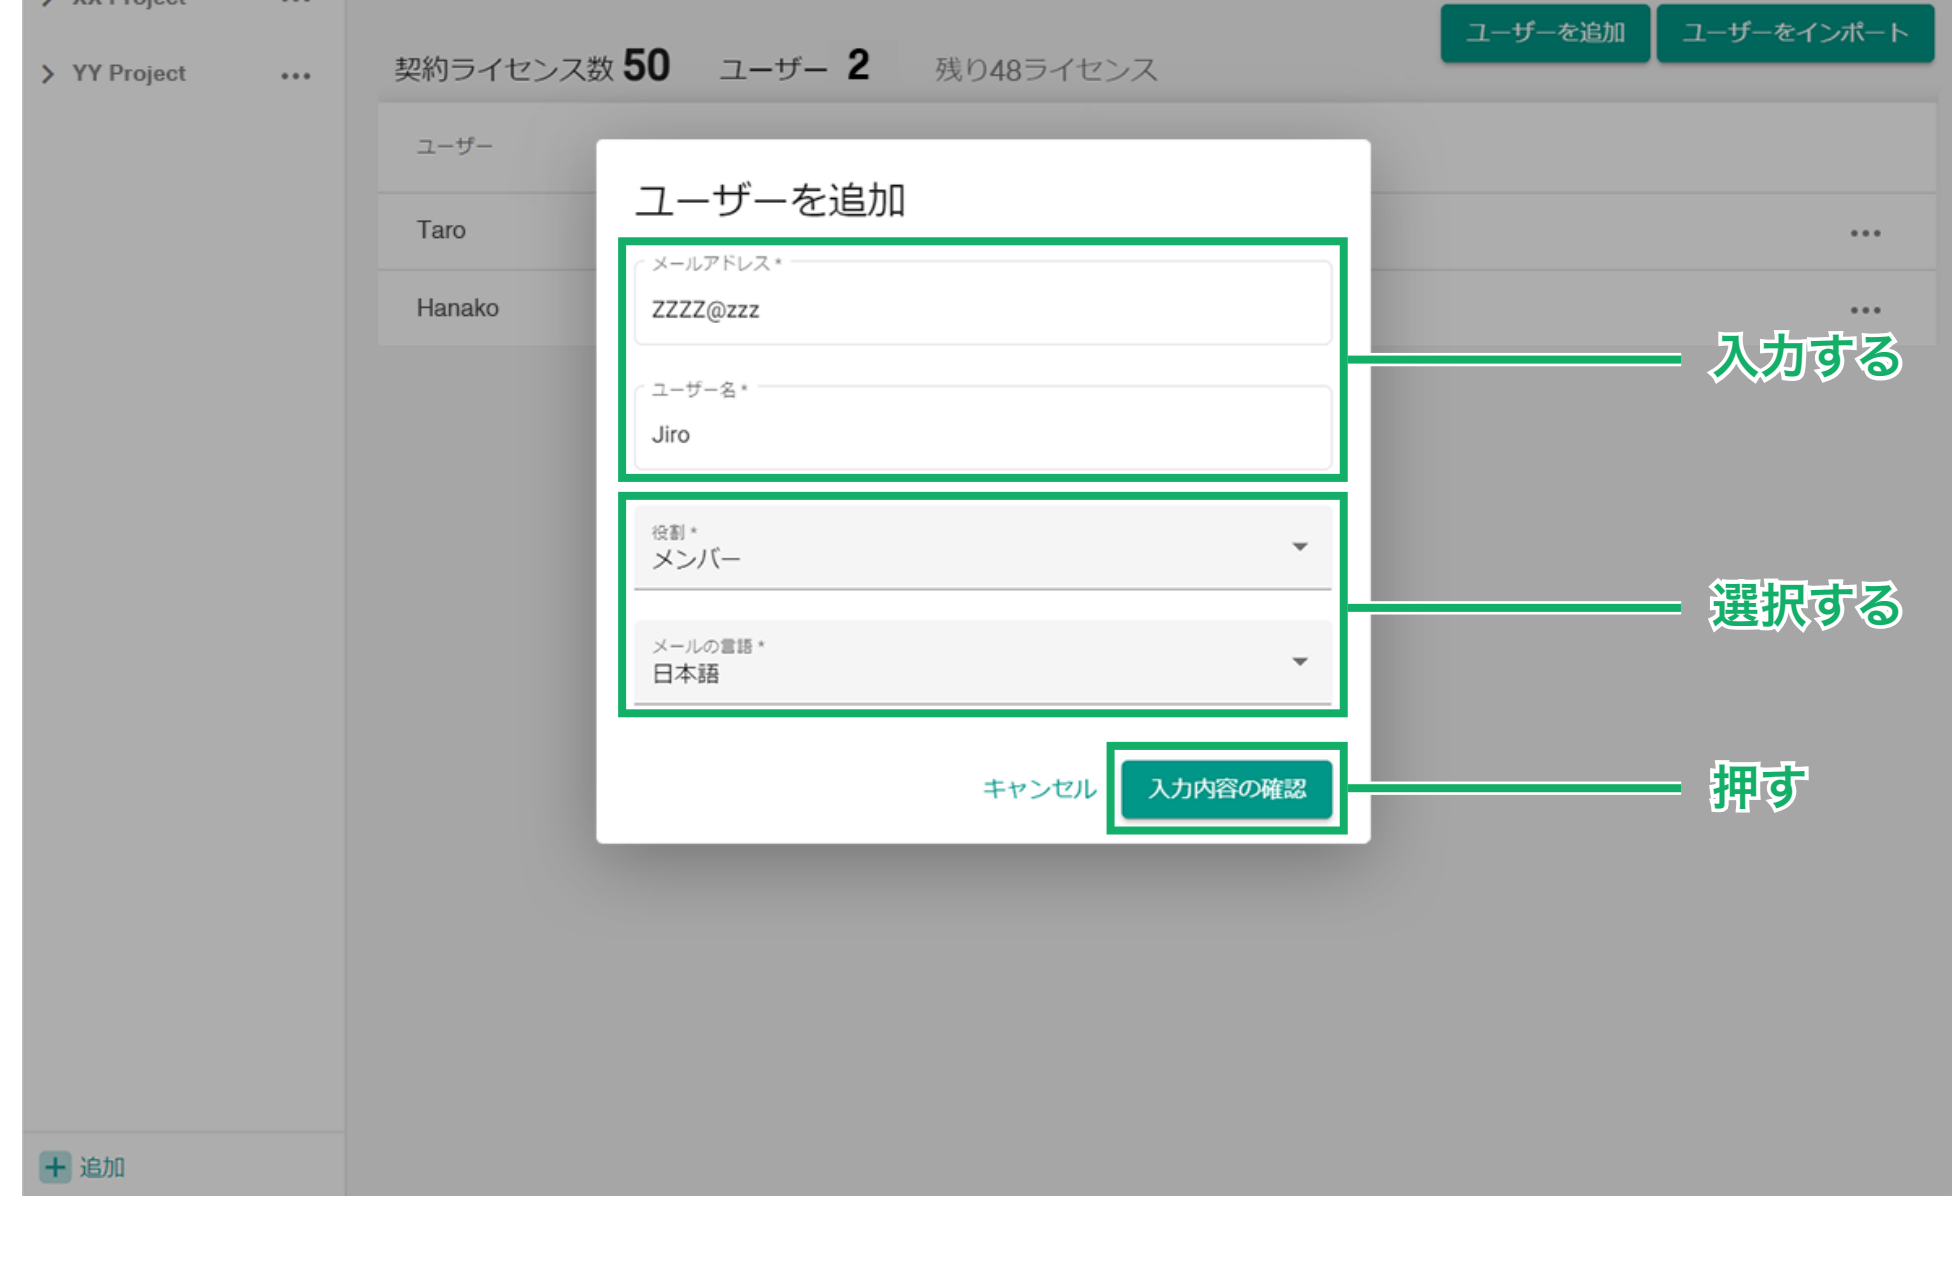 XX Project
YY Project
契約ライセンス数 50 ユーザー 2 残り48ライセンス
ユーザーを追加
ユーザーをインポート
ユーザー
Taro
Hanako
ユーザーを追加
メールアドレス *
ZZZZ@zzz
ユーザー名 *
Jiro
入力する
役割 *
メンバー
メールの言語 *
日本語
選択する
キャンセル
入力内容の確認
押す
追加